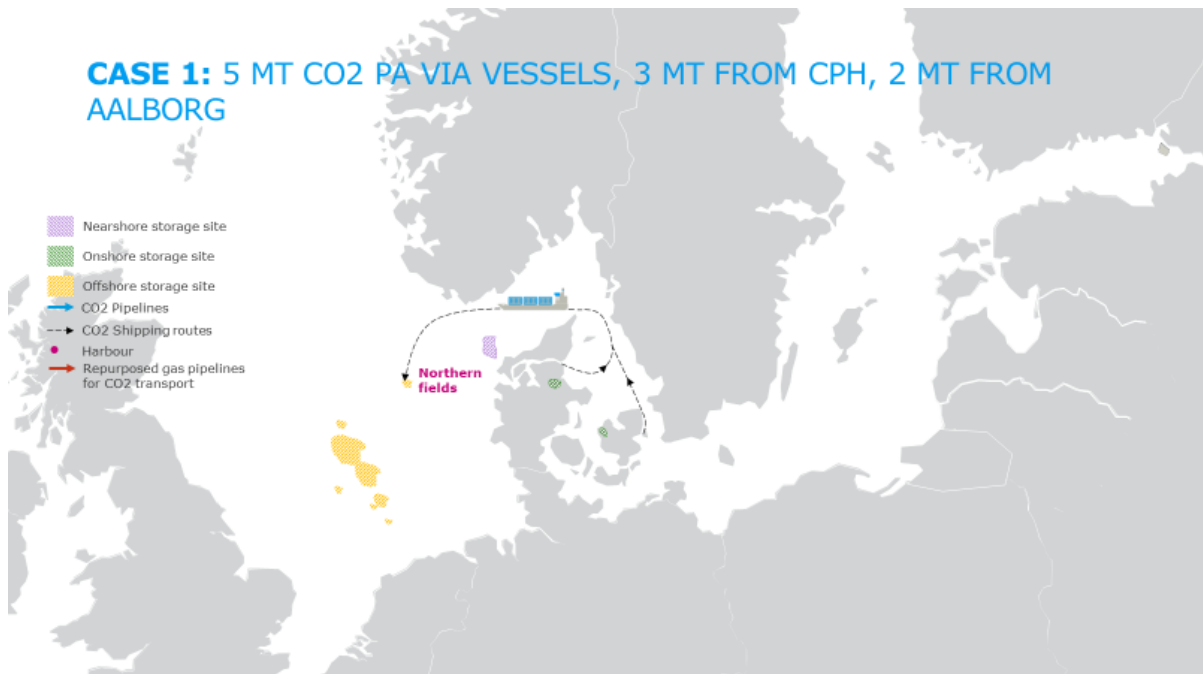 CASE 1: 5 MT CO2 PA VIA VESSELS, 3 MT FROM CPH, 2 MT FROM
AALBORG
Nearshore storage site
Onshore storage site
Offshore storage site
CO2 Pipelines
CO2 Shipping routes
Harbour
Repurposed gas pipelines
for CO2 transport
Northern
fields